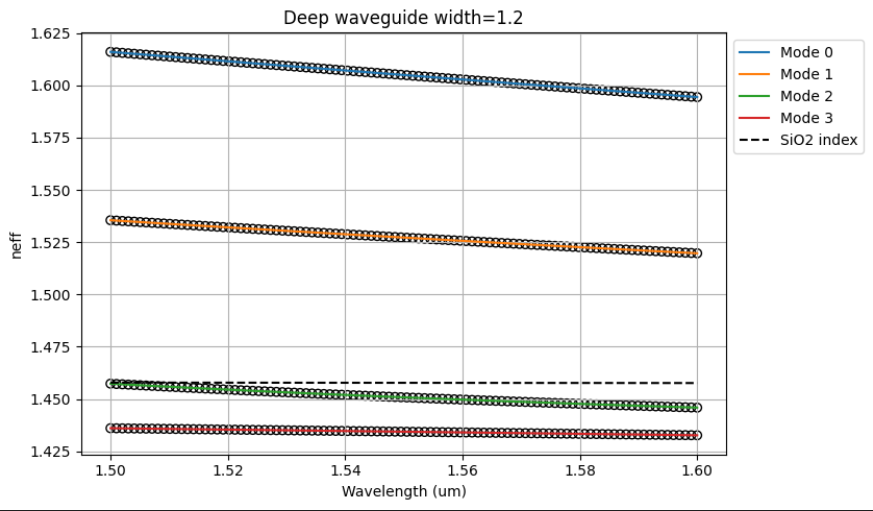 Deep waveguide width=1.2
neff
1.625
1.600
1.575
1.550
1.525
1.500
1.475
1.450
1.425
1.50
1.52
1.54
1.56
1.58
1.60
Wavelength (um)
Mode 0
Mode 1
Mode 2
Mode 3
SiO2 index